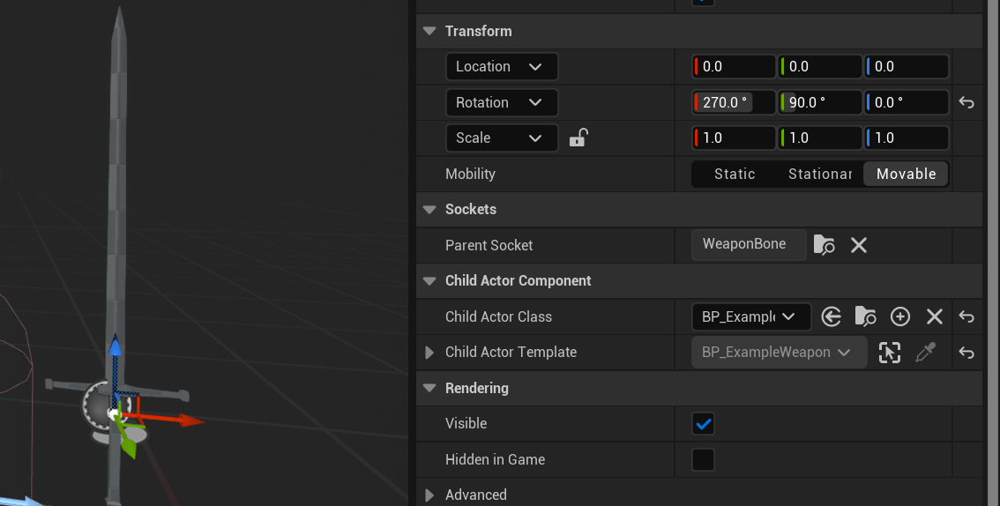 Transform
Location 0.0 0.0 0.0
Rotation 270.0 ° 90.0 ° 0.0 °
Scale 1.0 1.0 1.0
Mobility Static Stationar Movable
Sockets
Parent Socket WeaponBone
Child Actor Component
Child Actor Class BP_Example
Child Actor Template BP_ExampleWeapon
Rendering
Visible
Hidden in Game
Advanced